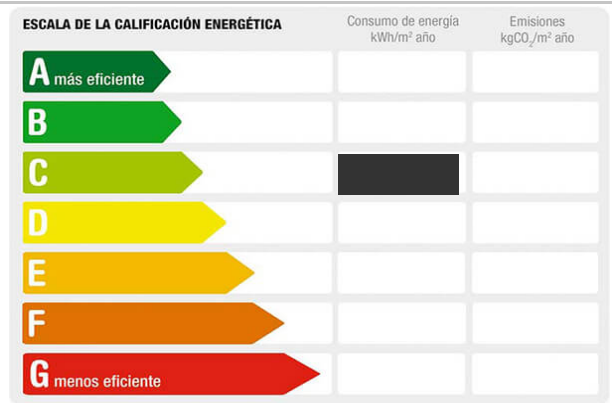 ESCALA DE LA CALIFICACIÓN ENERGÉTICA
Consumo de energía
kWh/m² año
Emisiones
kgCO₂/m² año
A más eficiente
B
C
D
E
F
G menos eficiente